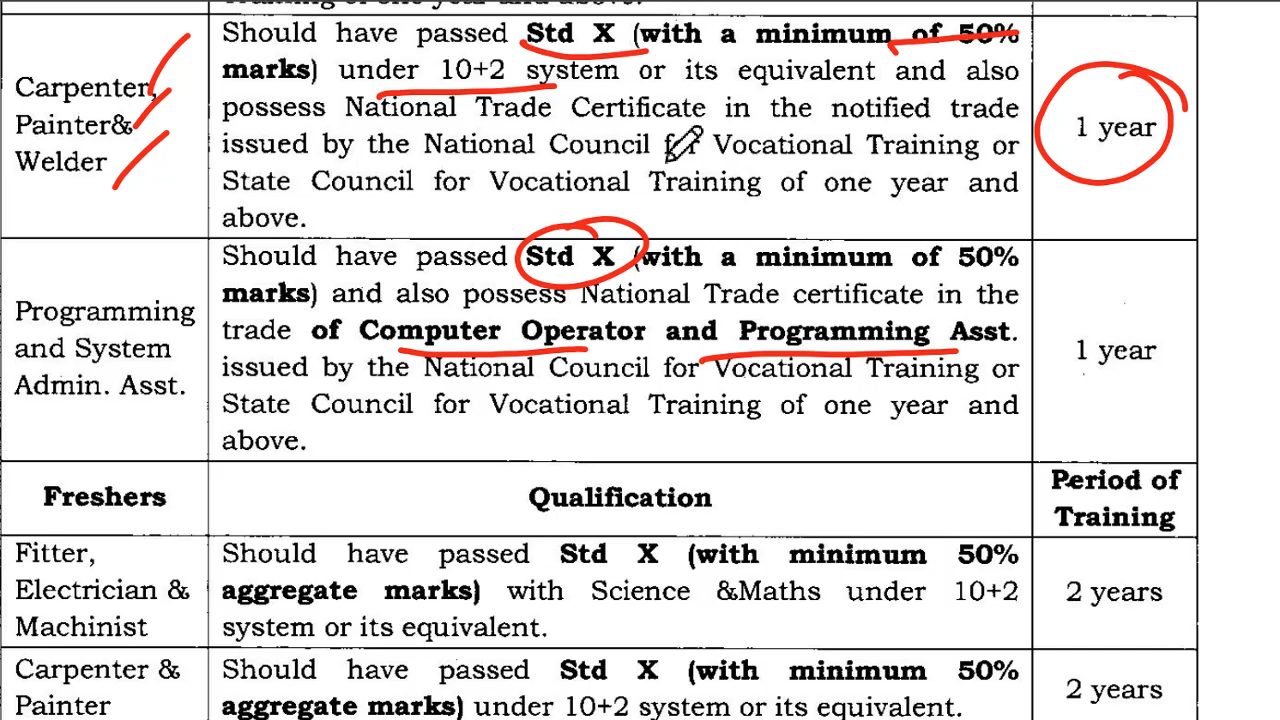 Training of one year and above.
Carpenter,
Painter&
Welder
Should have passed Std X (with a minimum of 50%
marks) under 10+2 system or its equivalent and also
possess National Trade Certificate in the notified trade
issued by the National Council for Vocational Training or
State Council for Vocational Training of one year and
above.
1 year
Programming
and System
Admin. Asst.
Should have passed Std X (with a minimum of 50%
marks) and also possess National Trade certificate in the
trade of Computer Operator and Programming Asst.
issued by the National Council for Vocational Training or
State Council for Vocational Training of one year and
above.
1 year
Freshers
Qualification
Period of
Training
Fitter,
Electrician &
Machinist
Should have passed Std X (with minimum 50%
aggregate marks) with Science &Maths under 10+2
system or its equivalent.
2 years
Carpenter &
Painter
Should have passed Std X (with minimum 50%
aggregate marks) under 10+2 system or its equivalent.
2 years